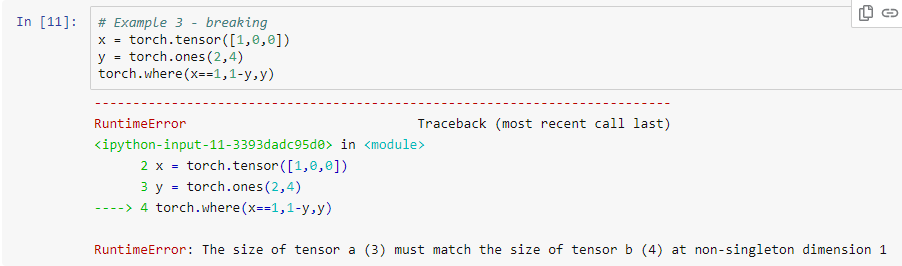 In [11]: # Example 3 - breaking
x = torch.tensor([1,0,0])
y = torch.ones(2,4)
torch.where(x==1,1-y,y)
---------------------------------------------------------------------------
RuntimeError                              Traceback (most recent call last)
<ipython-input-11-3393dadc95d0> in <module>
      2 x = torch.tensor([1,0,0])
      3 y = torch.ones(2,4)
----> 4 torch.where(x==1,1-y,y)
RuntimeError: The size of tensor a (3) must match the size of tensor b (4) at non-singleton dimension 1